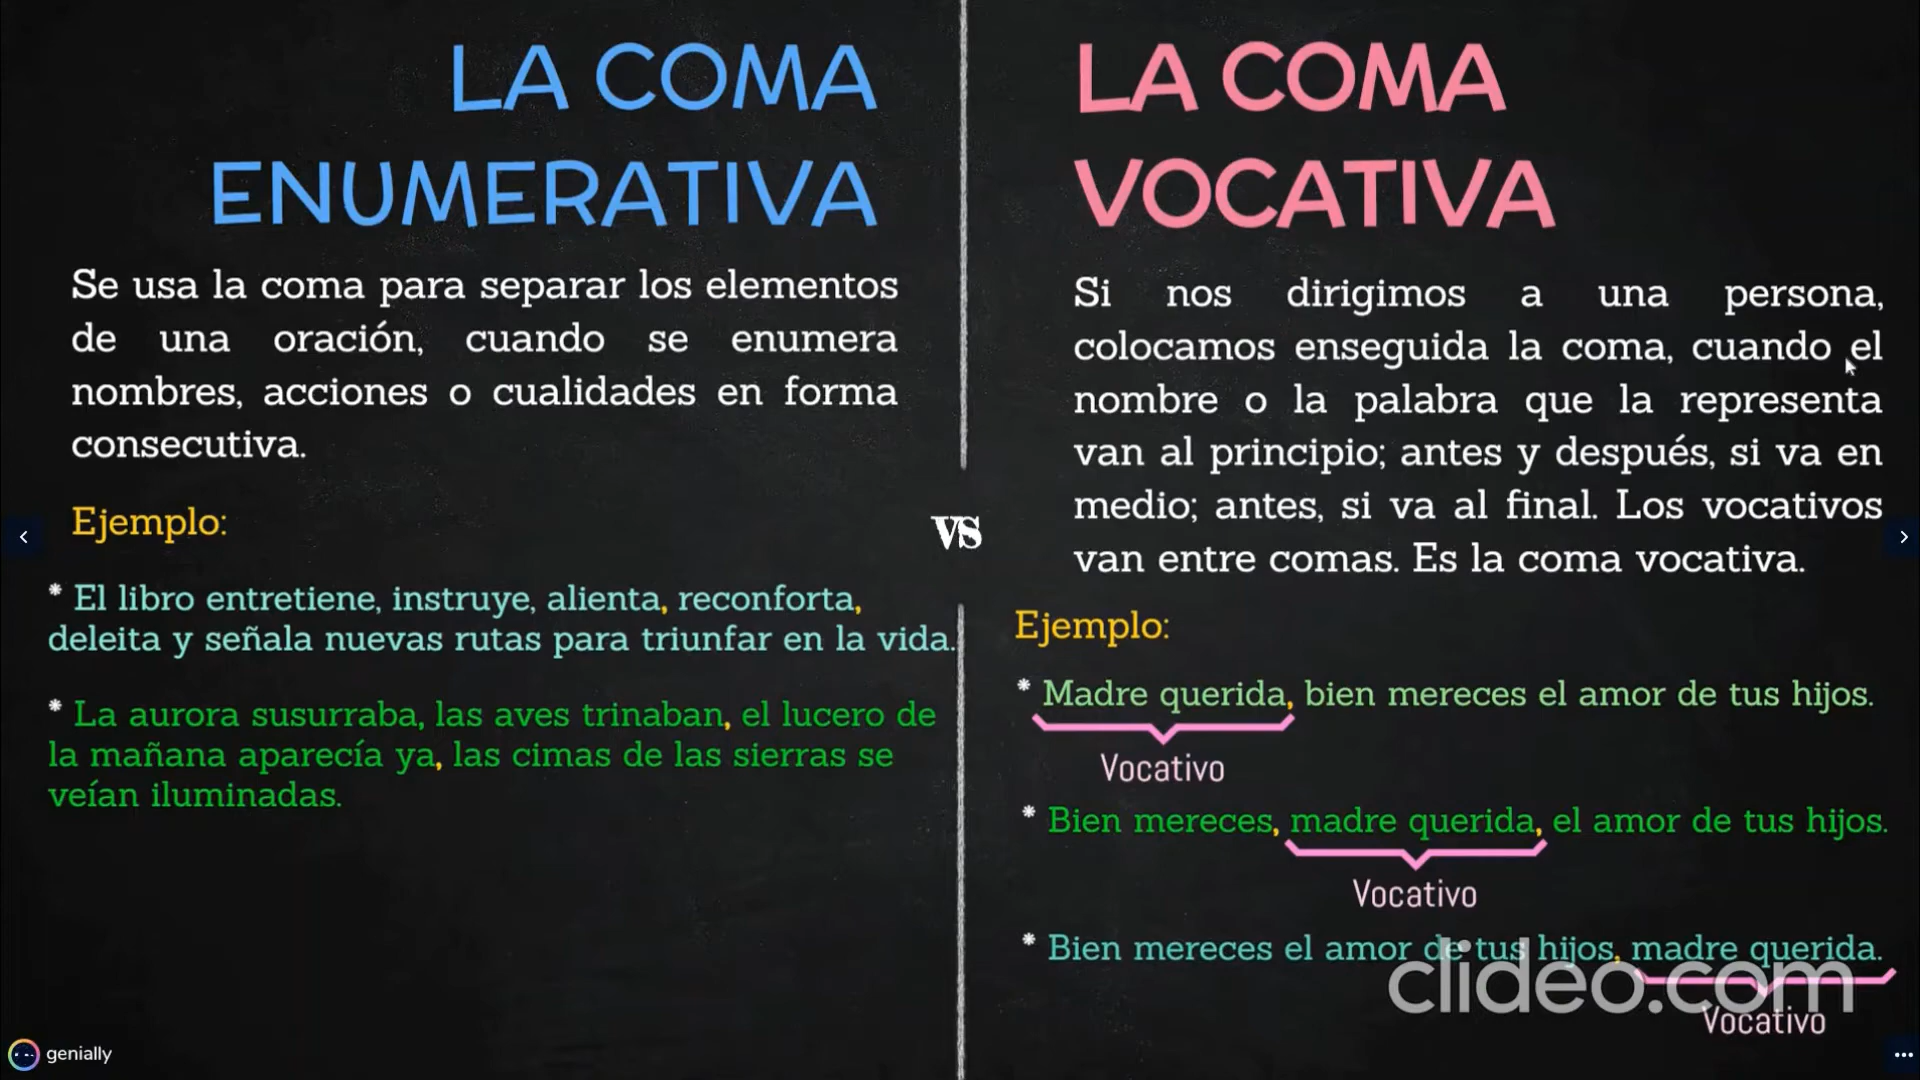 LA COMA
ENUMERATIVA
Se usa la coma para separar los elementos
de una oración, cuando se enumera
nombres, acciones o cualidades en forma
consecutiva.
Ejemplo:
* El libro entretiene, instruye, alienta, reconforta,
deleita y señala nuevas rutas para triunfar en la vida.
* La aurora susurraba, las aves trinaban, el lucero de
la mañana aparecía ya, las cimas de las sierras se
veían iluminadas.
VS
LA COMA
VOCATIVA
Si nos dirigimos a una persona,
colocamos enseguida la coma, cuando el
nombre o la palabra que la representa
van al principio; antes y después, si va en
medio; antes, si va al final. Los vocativos
van entre comas. Es la coma vocativa.
Ejemplo:
* Madre querida, bien mereces el amor de tus hijos.
Vocativo
* Bien mereces, madre querida, el amor de tus hijos.
Vocativo
* Bien mereces el amor de tus hijos, madre querida.
Vocativo
clideo.com
genially